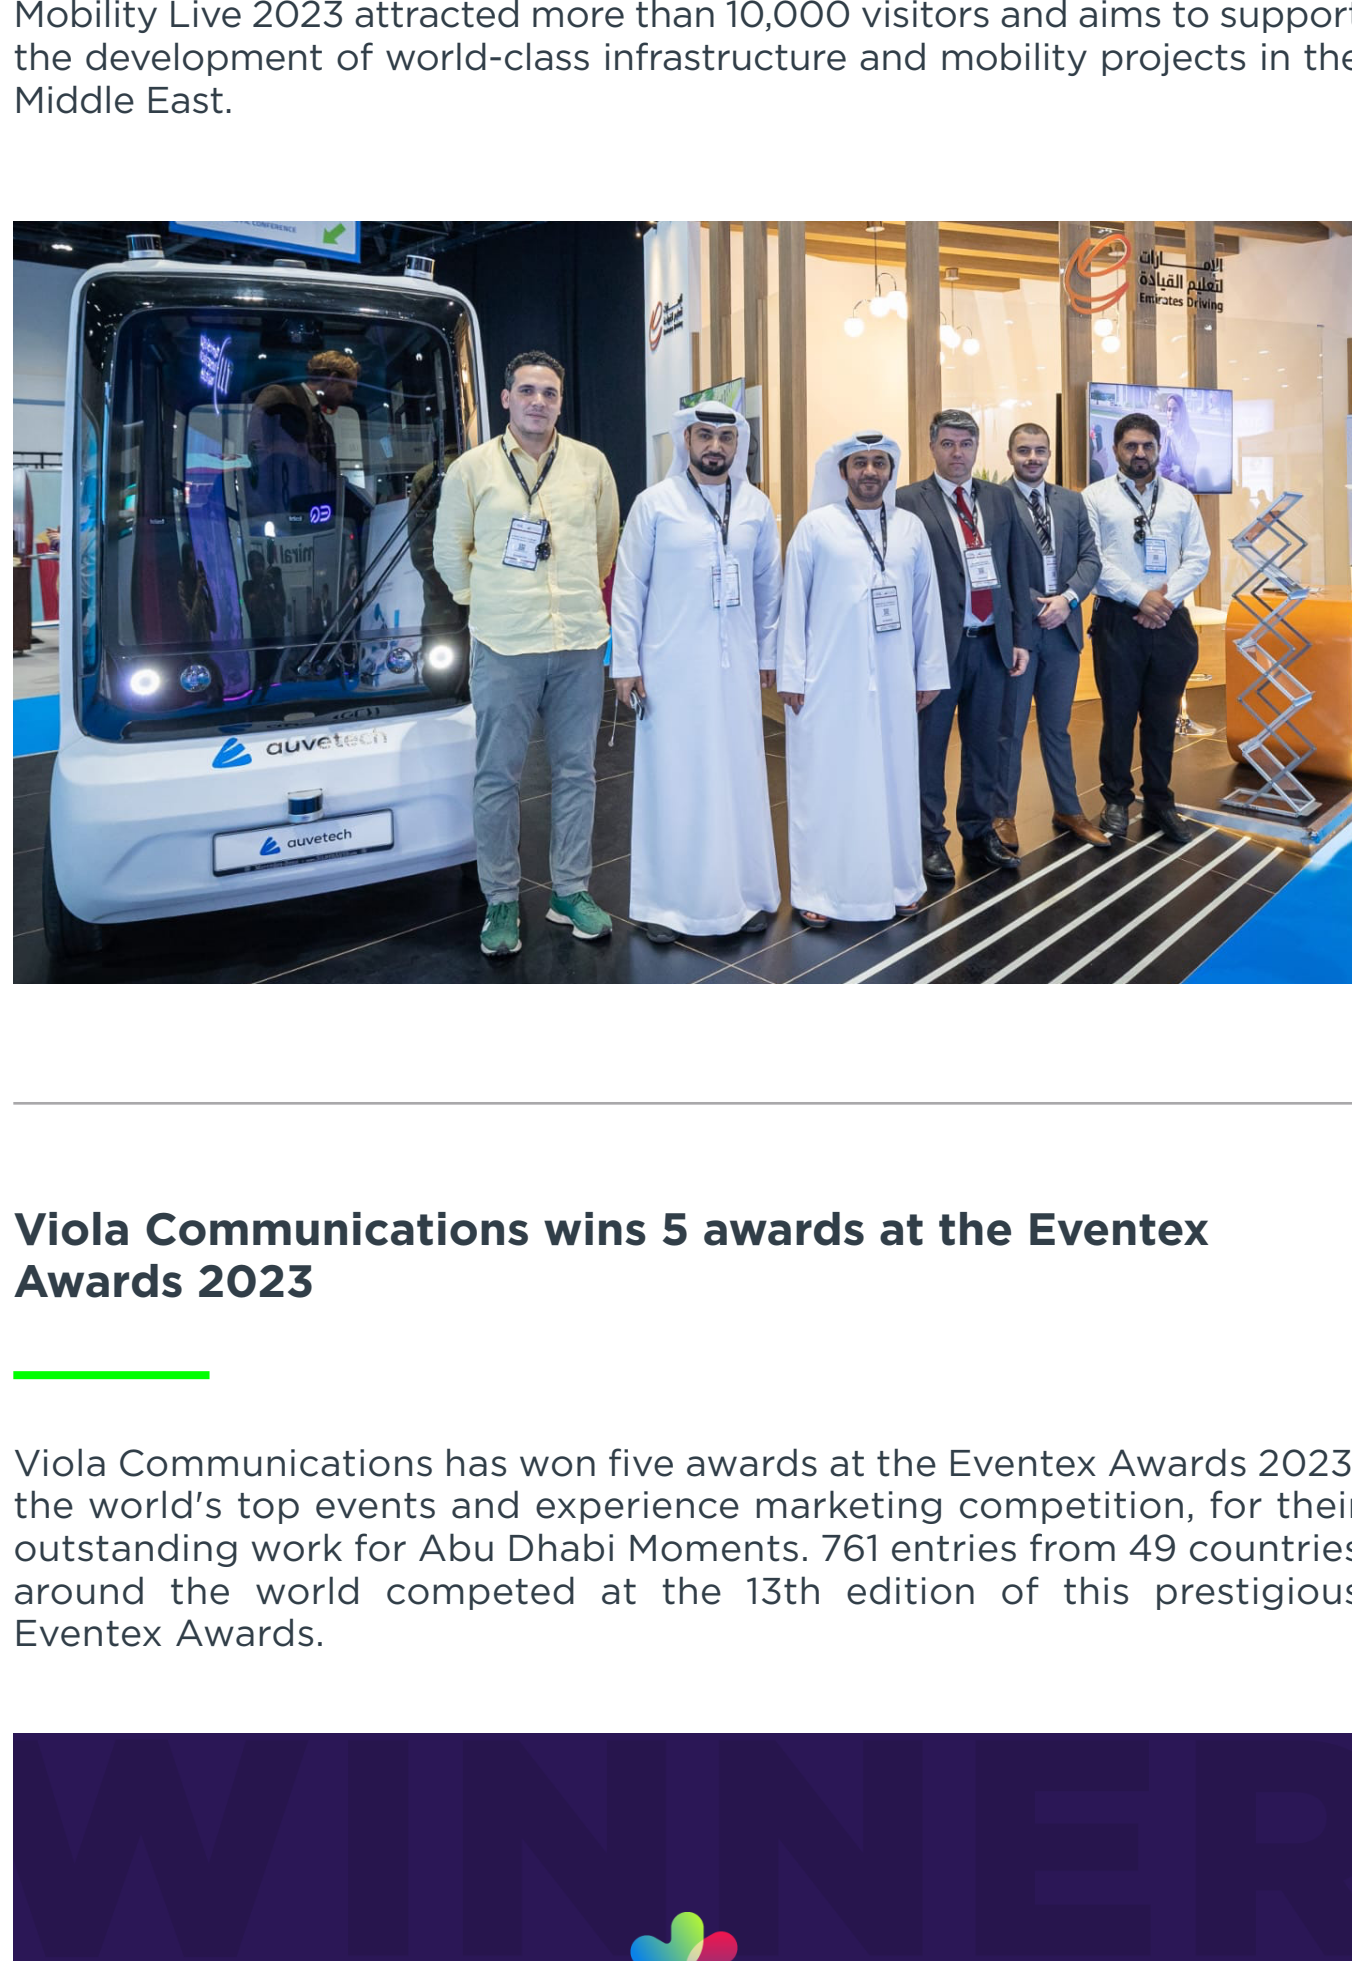 Mobility Live 2023 attracted more than 10,000 visitors and aims to support
the development of world-class infrastructure and mobility projects in the
Middle East.
CONFERENCE
الامــــارات
لتعليم القيادة
Emirates Driving
auvetech
auvetech
Viola Communications wins 5 awards at the Eventex
Awards 2023
Viola Communications has won five awards at the Eventex Awards 2023
the world's top events and experience marketing competition, for their
outstanding work for Abu Dhabi Moments. 761 entries from 49 countries
around the world competed at the 13th edition of this prestigious
Eventex Awards.
WINNER